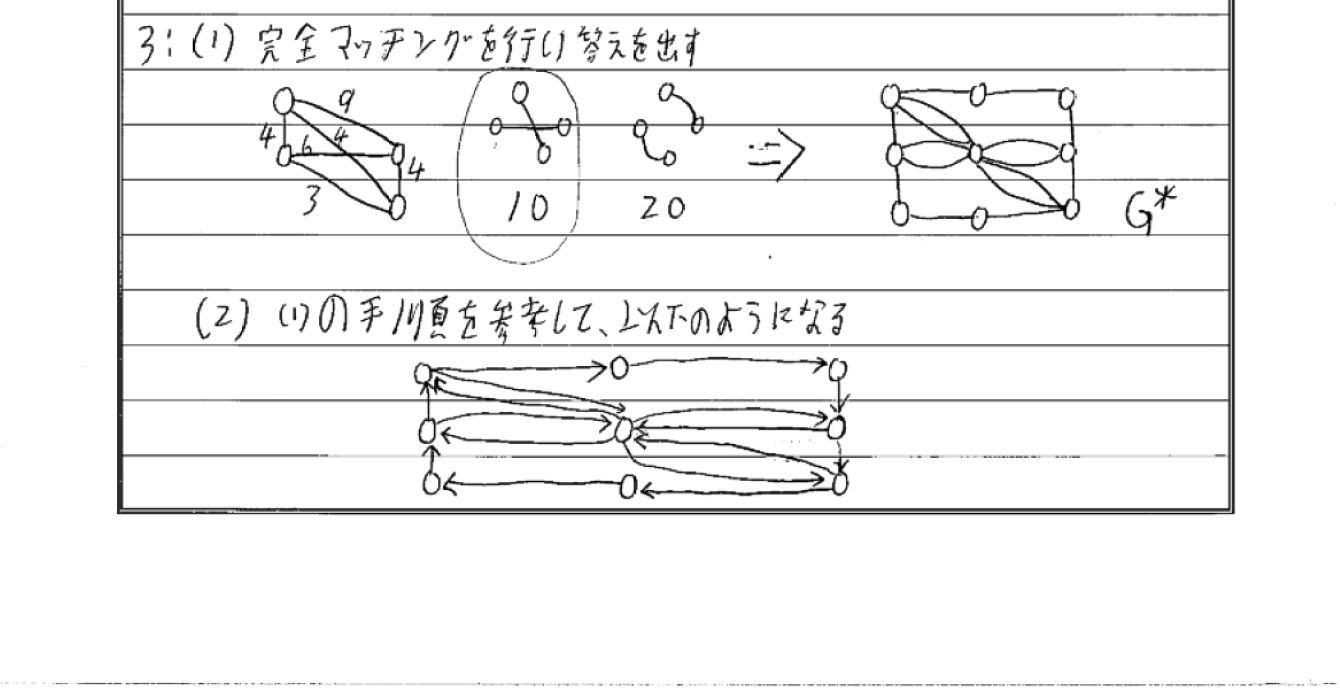 3:(1) 完全マッチングを行い答えを出す
9
4 6 4 4
3
10 20 G*
(2) (1)の手順を参考して、以下のようになる